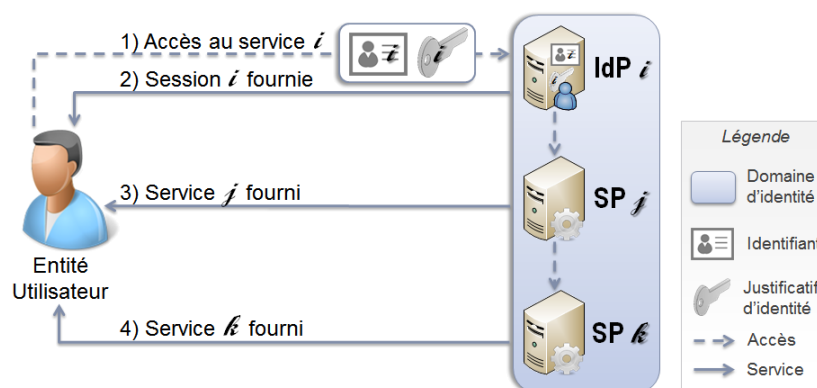 1) Accès au service i
i
i
i
IdP i
2) Session i fournie
3) Service j fourni
SP j
Entité
Utilisateur
4) Service k fourni
SP k
Légende
Domaine
d'identité
Identifiant
Justificatif
d'identité
Accès
Service